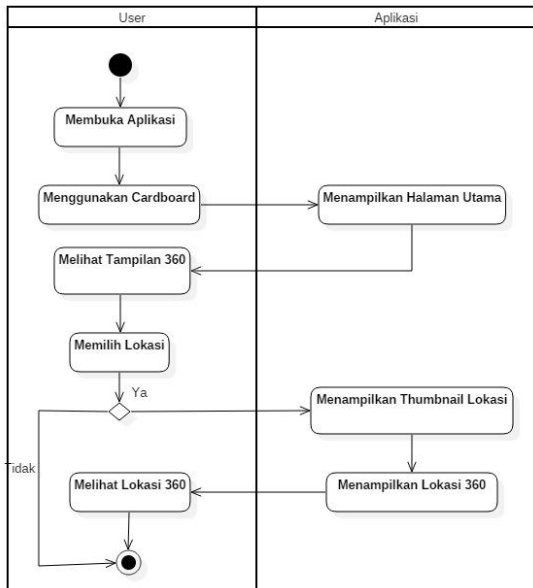 User
Aplikasi
Membuka Aplikasi
Menggunakan Cardboard
Menampilkan Halaman Utama
Melihat Tampilan 360
Memilih Lokasi
Ya
Menampilkan Thumbnail Lokasi
Tidak
Melihat Lokasi 360
Menampilkan Lokasi 360